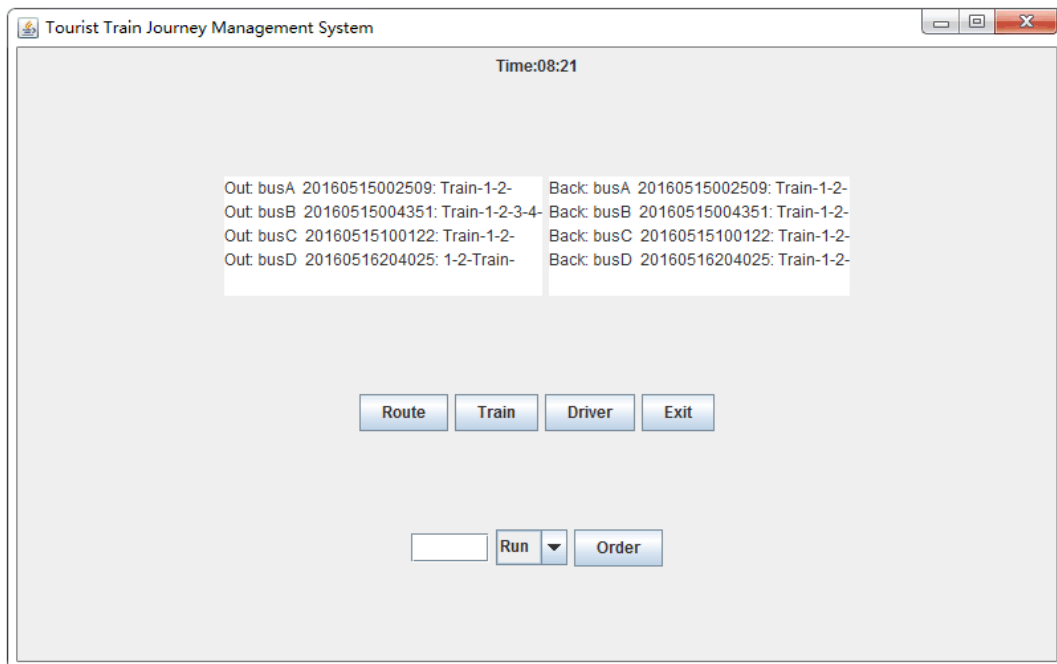 Tourist Train Journey Management System
Time:08:21
Out: busA 20160515002509: Train-1-2-
Out: busB 20160515004351: Train-1-2-3-4-
Out: busC 20160515100122: Train-1-2-
Out: busD 20160516204025: 1-2-Train-
Back: busA 20160515002509: Train-1-2-
Back: busB 20160515004351: Train-1-2-
Back: busC 20160515100122: Train-1-2-
Back: busD 20160516204025: Train-1-2-
Route Train Driver Exit
Run Order